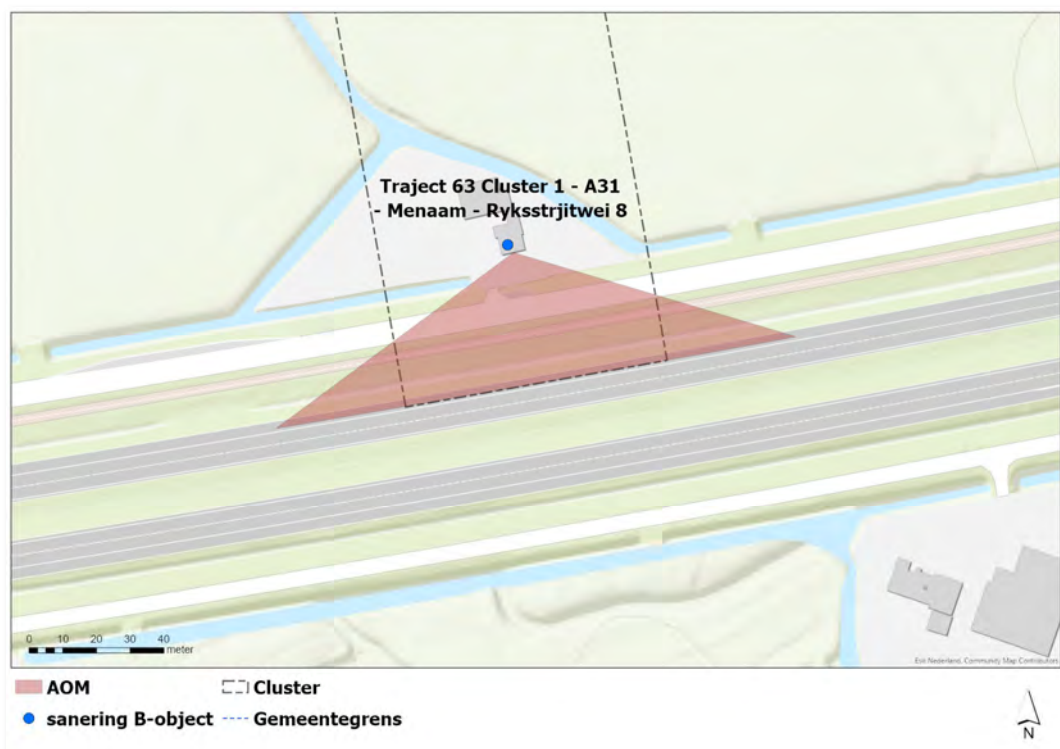 Traject 63 Cluster 1 - A31
- Menaam - Ryksstrjitwei 8
0 10 20 30 40
meter
Esri Nederland, Community Map Contributors
AOM
Cluster
sanering B-object
Gemeentegrens
N